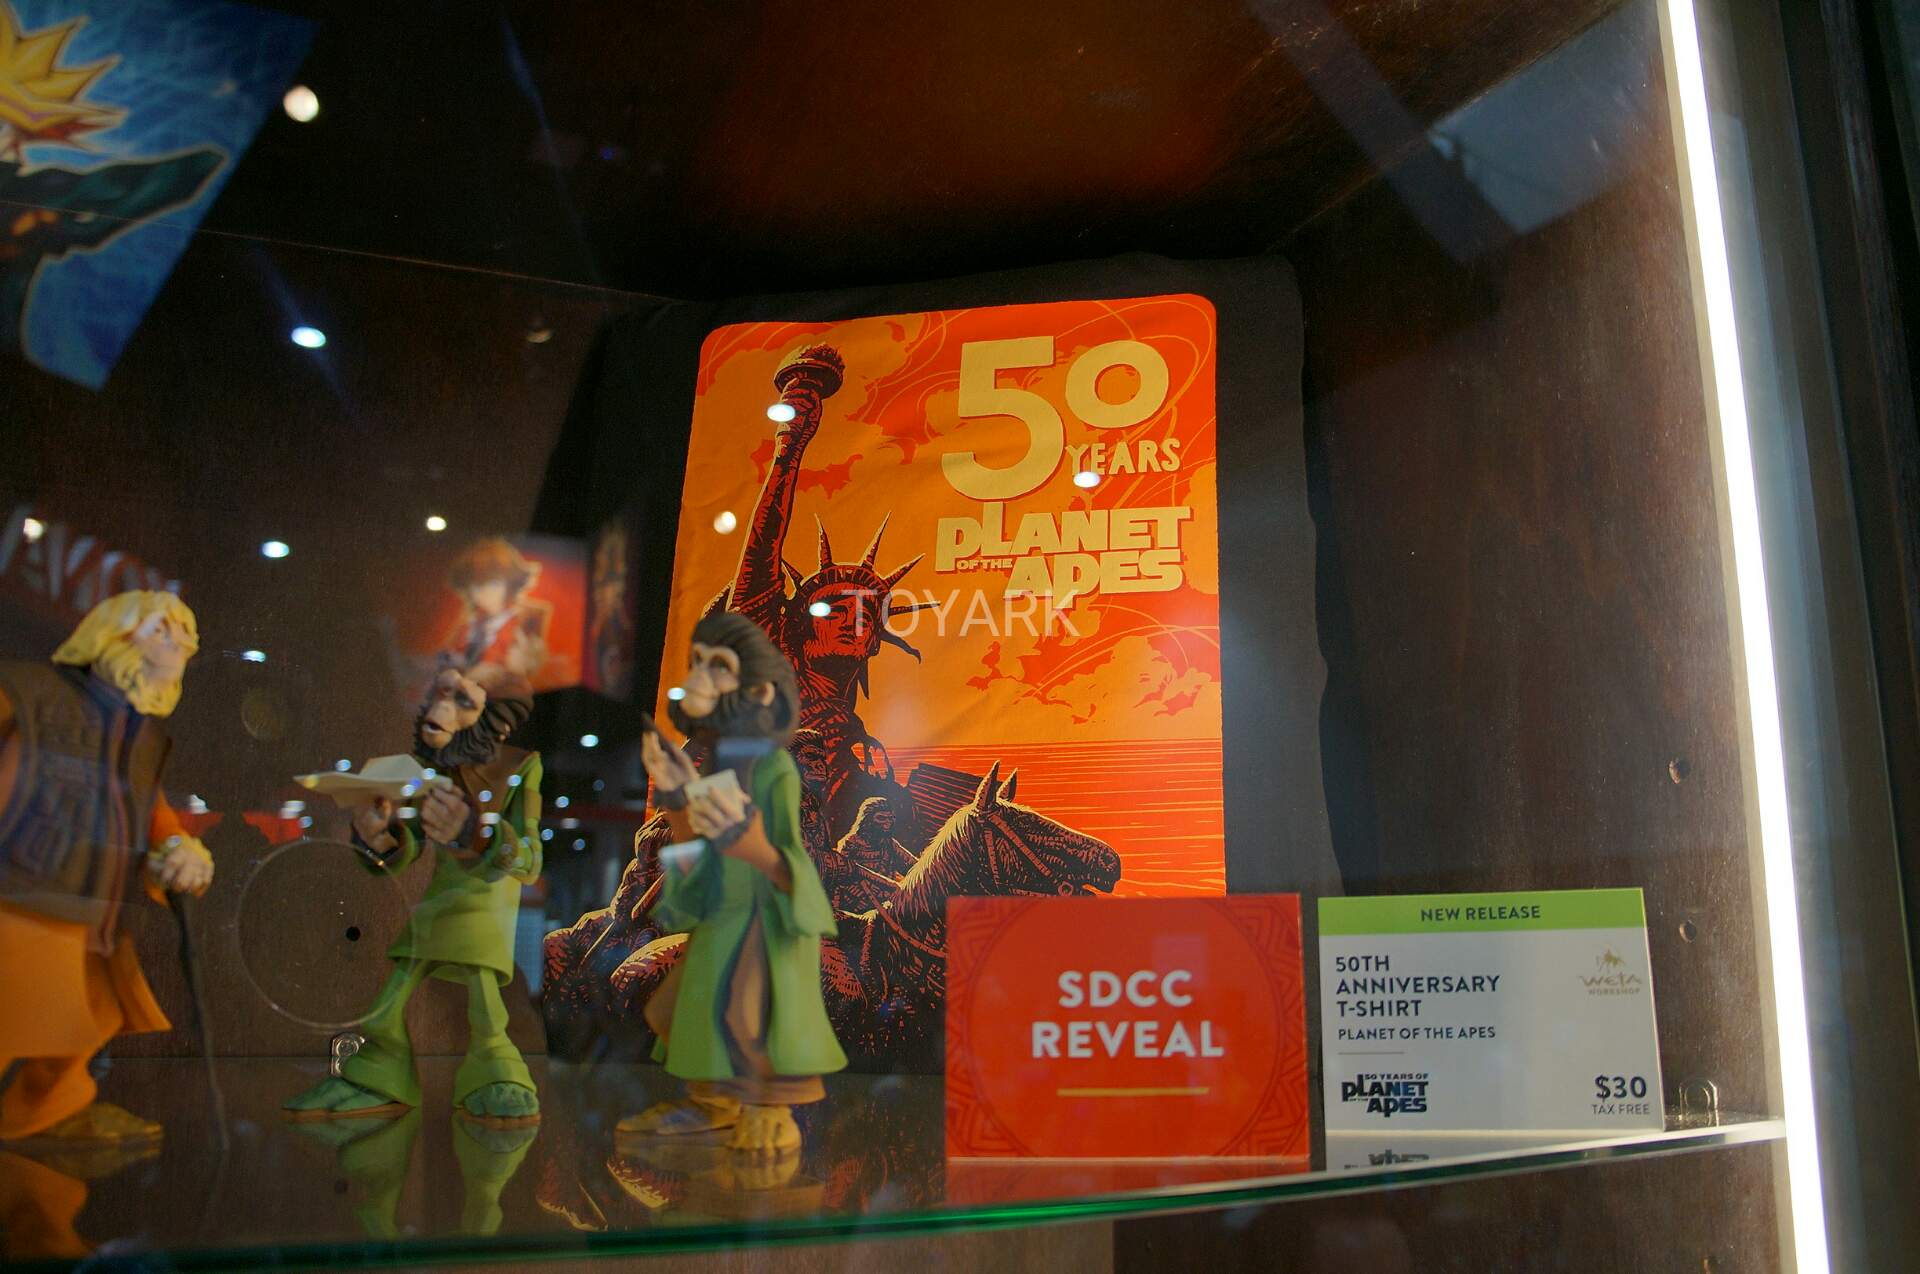 50
YEARS
PLANET
OF THE APES
TOYARK
SDCC
REVEAL
NEW RELEASE
50TH
ANNIVERSARY
T-SHIRT
PLANET OF THE APES
WETA
WORKSHOP
50 YEARS OF
PLANET
OF THE APES
$30
TAX FREE